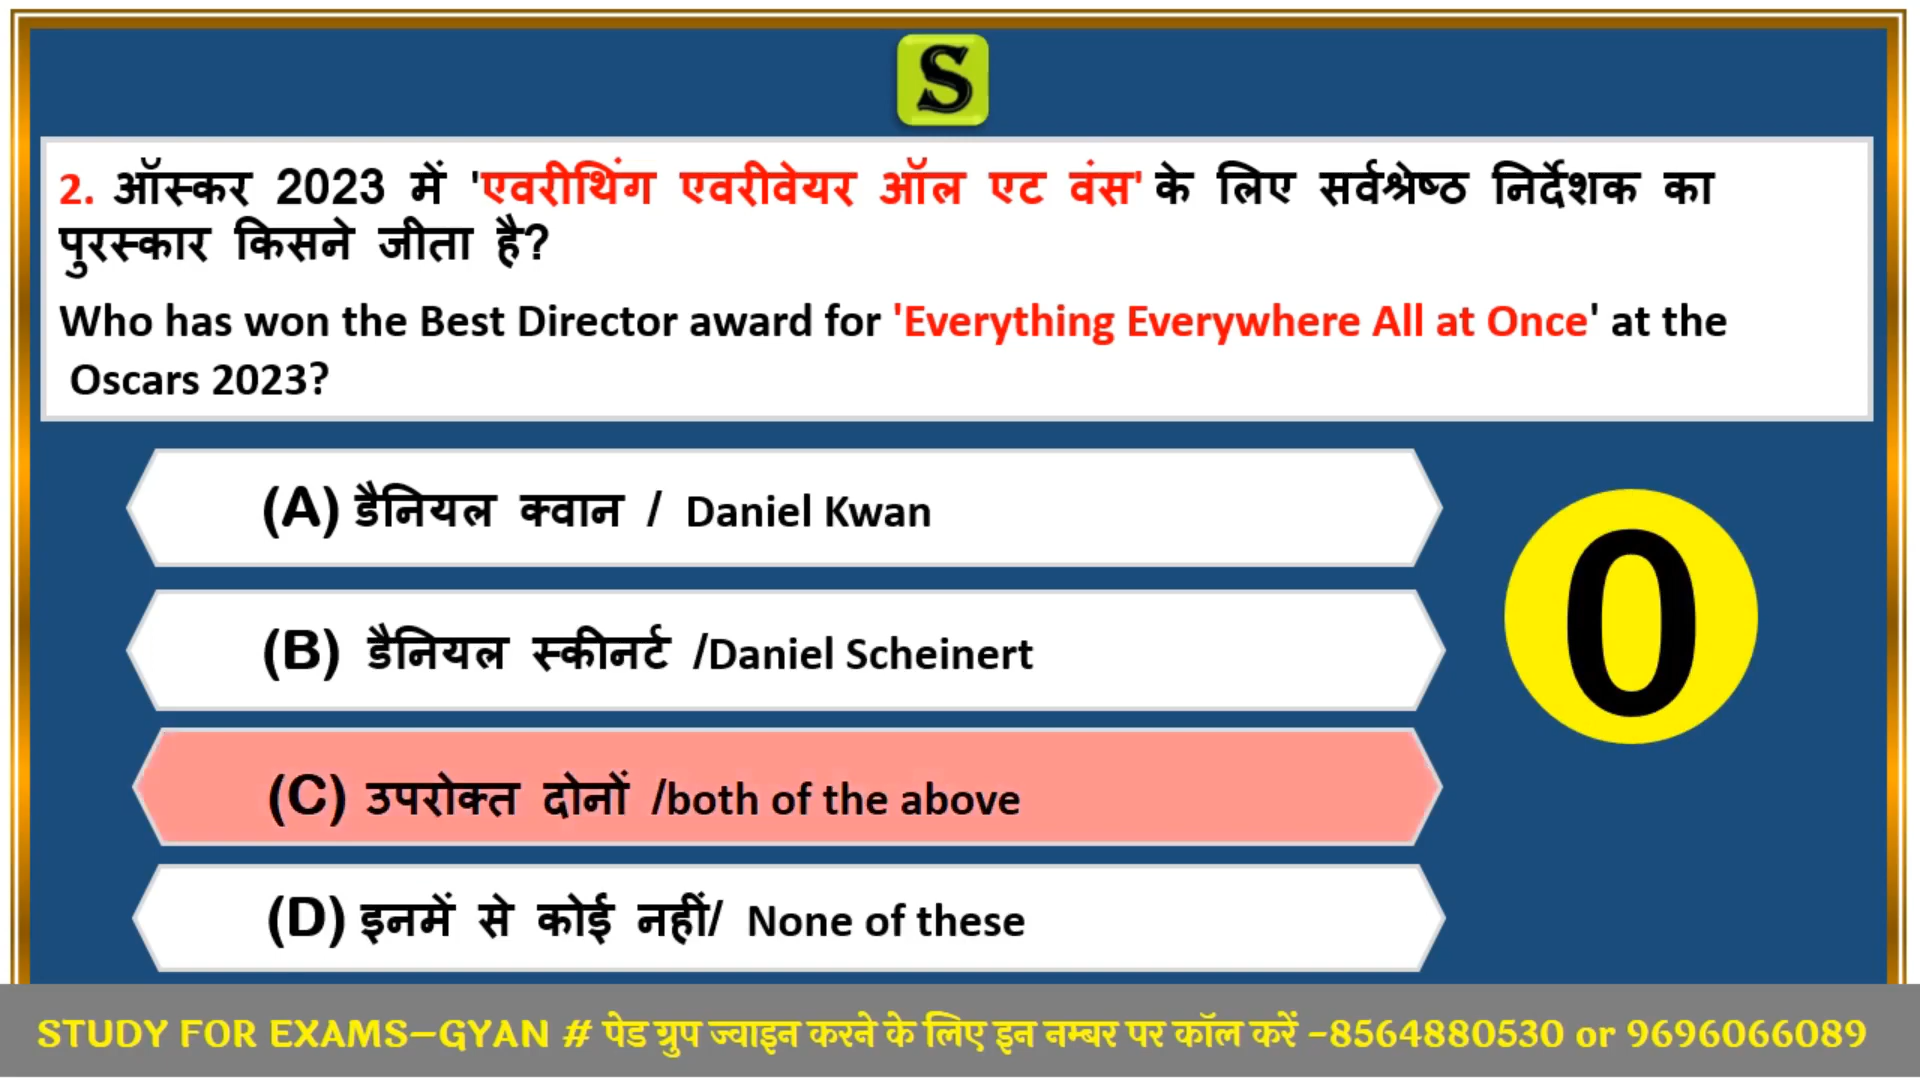 S
2. ऑस्कर 2023 में 'एवरीथिंग एवरीवेयर ऑल एट वंस' के लिए सर्वश्रेष्ठ निर्देशक का
पुरस्कार किसने जीता है?
Who has won the Best Director award for 'Everything Everywhere All at Once' at the
Oscars 2023?
(A) डैनियल क्वान / Daniel Kwan
(B) डैनियल स्कीनर्ट /Daniel Scheinert
0
(C) उपरोक्त दोनों /both of the above
(D) इनमें से कोई नहीं/ None of these
STUDY FOR EXAMS–GYAN # पेड ग्रुप ज्वाइन करने के लिए इन नम्बर पर कॉल करें –8564880530 or 9696066089